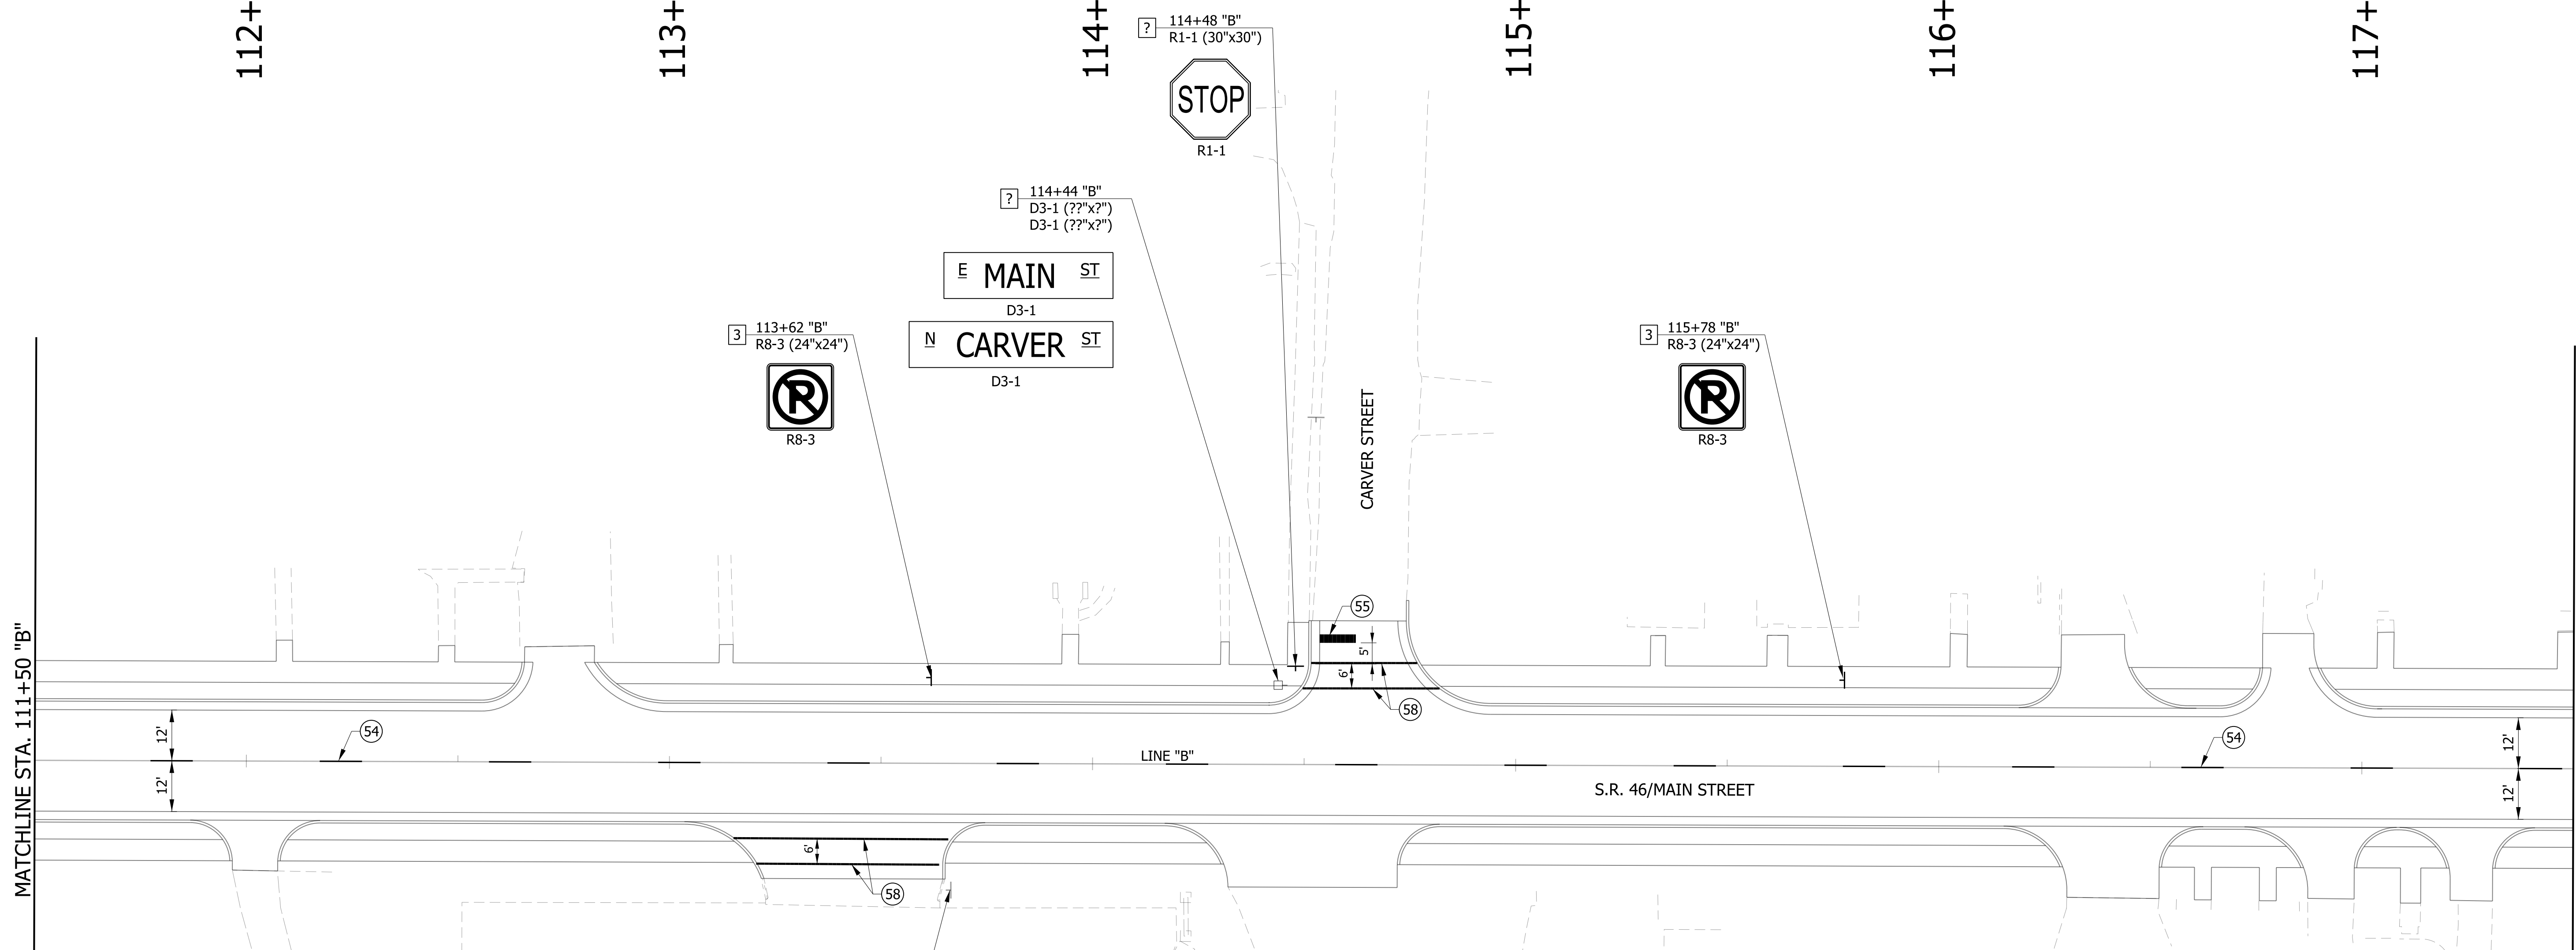 112+
113+
114+
115+
116+
117+
? 114+48 "B"
R1-1 (30"x30")
STOP
R1-1
? 114+44 "B"
D3-1 (??"x?")
D3-1 (??"x?")
E MAIN ST
D3-1
N CARVER ST
D3-1
3 113+62 "B"
R8-3 (24"x24")
P
R8-3
3 115+78 "B"
R8-3 (24"x24")
P
R8-3
CARVER STREET
MATCHLINE STA. 111+50 "B"
55
5'
6'
58
12'
12'
54
LINE "B"
S.R. 46/MAIN STREET
54
12'
12'
6'
58